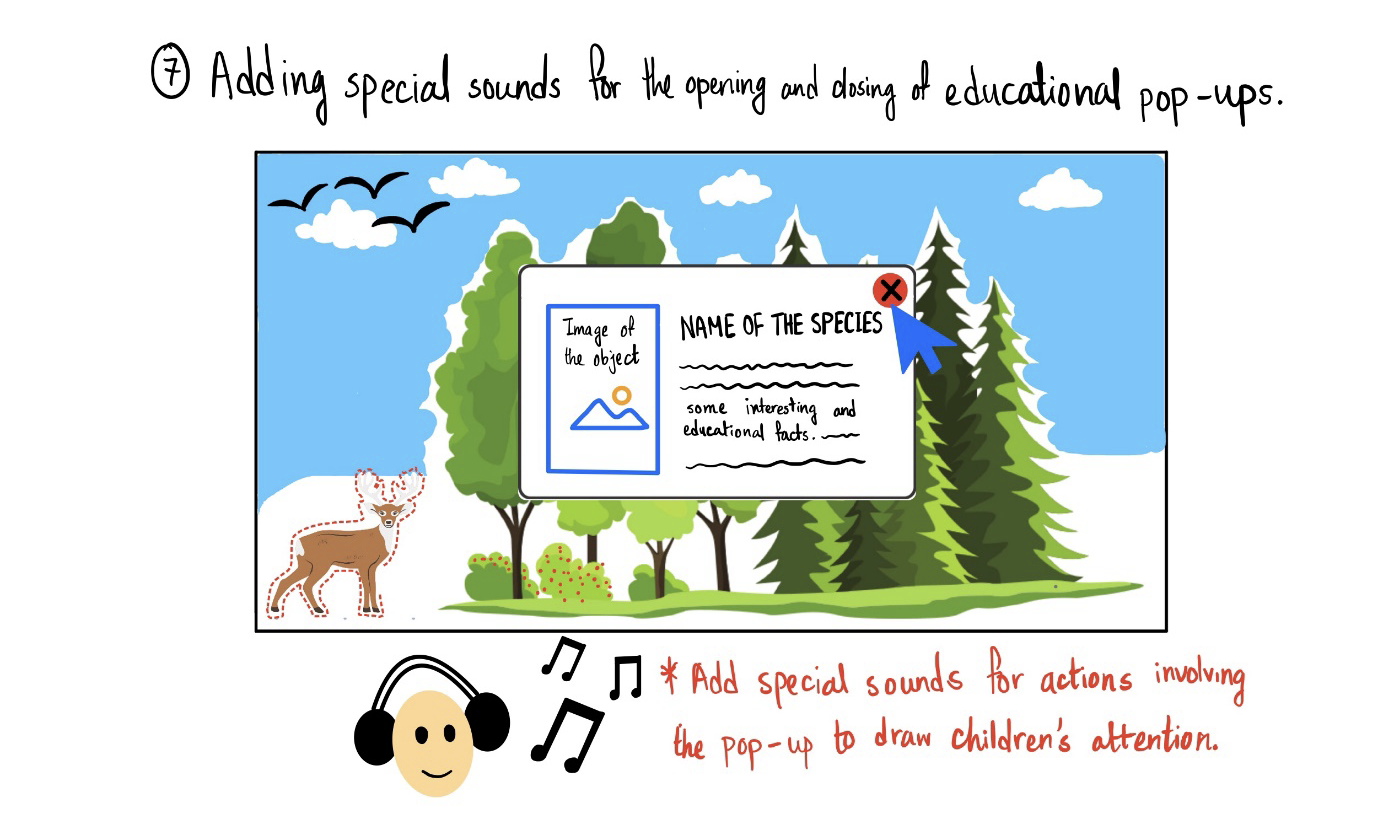 7 Adding special sounds for the opening and closing of educational pop-ups.
Image of
the object
NAME OF THE SPECIES
some interesting and
educational facts.
* Add special sounds for actions involving
the pop-up to draw children's attention.